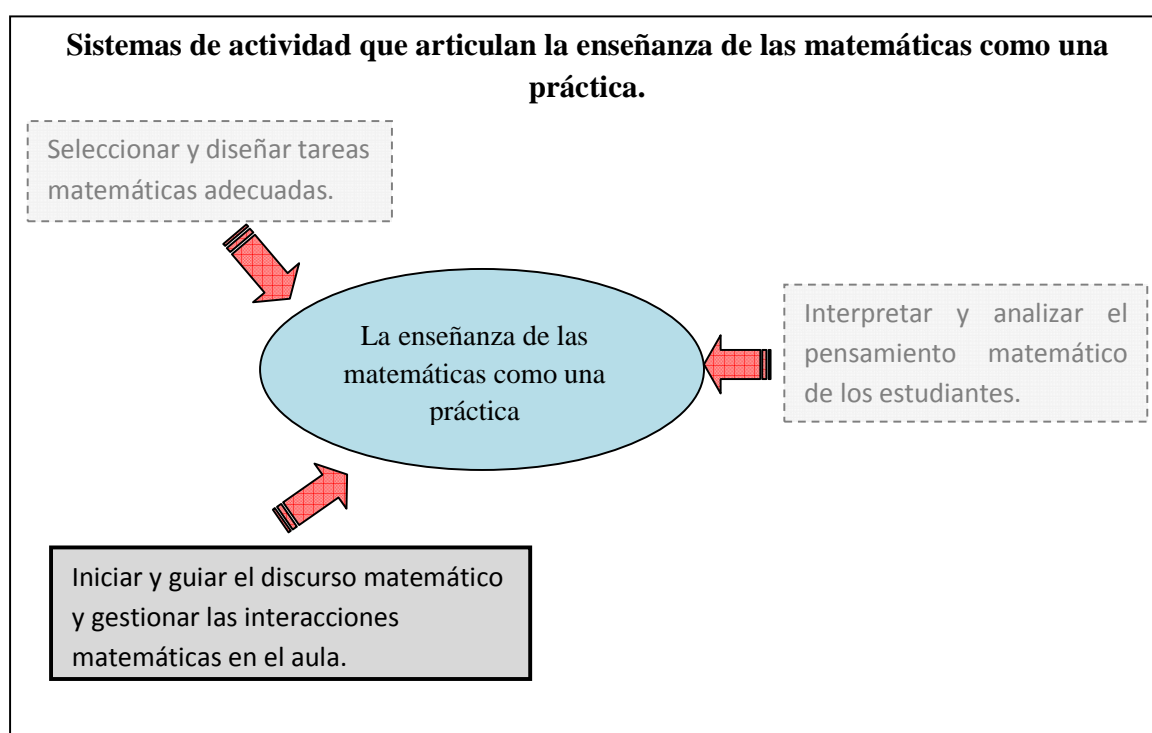 Sistemas de actividad que articulan la enseñanza de las matemáticas como una
práctica.
Seleccionar y diseñar tareas
matemáticas adecuadas.
Interpretar y analizar el
pensamiento matemático
de los estudiantes.
La enseñanza de las
matemáticas como una
práctica
Iniciar y guiar el discurso matemático
y gestionar las interacciones
matemáticas en el aula.